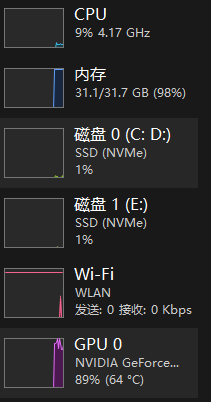 CPU
9% 4.17 GHz
内存
31.1/31.7 GB (98%)
磁盘 0 (C: D:)
SSD (NVMe)
1%
磁盘 1 (E:)
SSD (NVMe)
1%
Wi-Fi
WLAN
发送: 0 接收: 0 Kbps
GPU 0
NVIDIA GeForce...
89% (64 °C)